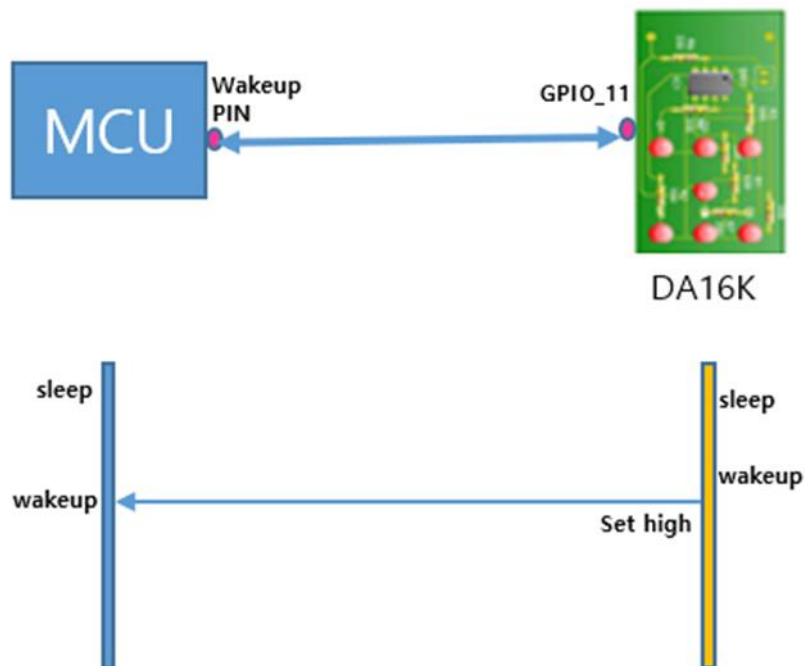 MCU
Wakeup
PIN
GPIO_11
DA16K
sleep
sleep
wakeup
wakeup
Set high